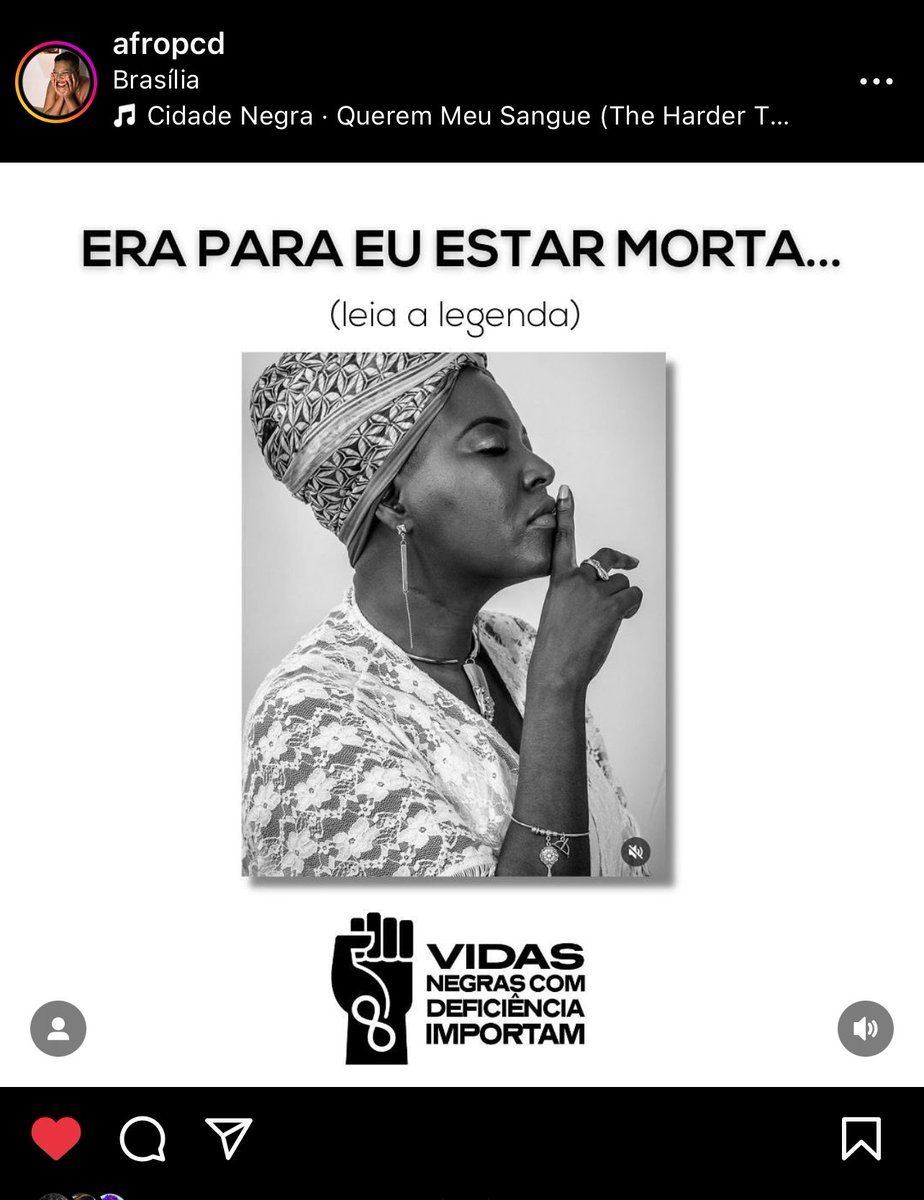 afropcd
Brasília
Cidade Negra · Querem Meu Sangue (The Harder T...
ERA PARA EU ESTAR MORTA...
(leia a legenda)
VIDAS
NEGRAS COM
DEFICIÊNCIA
IMPORTAM